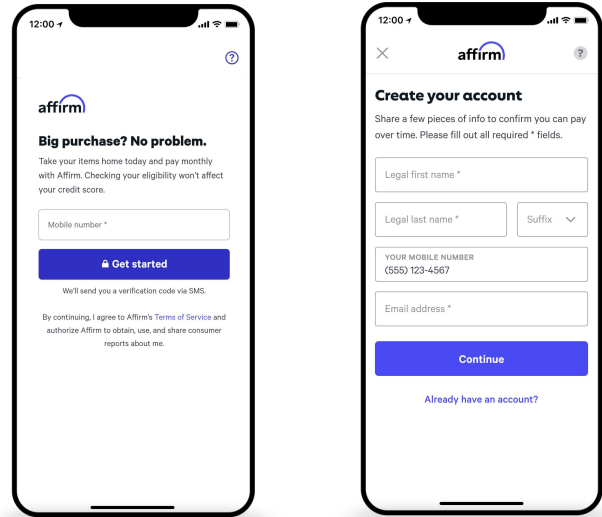 12:00
?
affirm
Big purchase? No problem.
Take your items home today and pay monthly
with Affirm. Checking your eligibility won't affect
your credit score.
Mobile number *
Get started
We'll send you a verification code via SMS.
By continuing, I agree to Affirm's Terms of Service and
authorize Affirm to obtain, use, and share consumer
reports about me.
12:00
affirm
?
Create your account
Share a few pieces of info to confirm you can pay
over time. Please fill out all required * fields.
Legal first name *
Legal last name *
Suffix
YOUR MOBILE NUMBER
(555) 123-4567
Email address *
Continue
Already have an account?